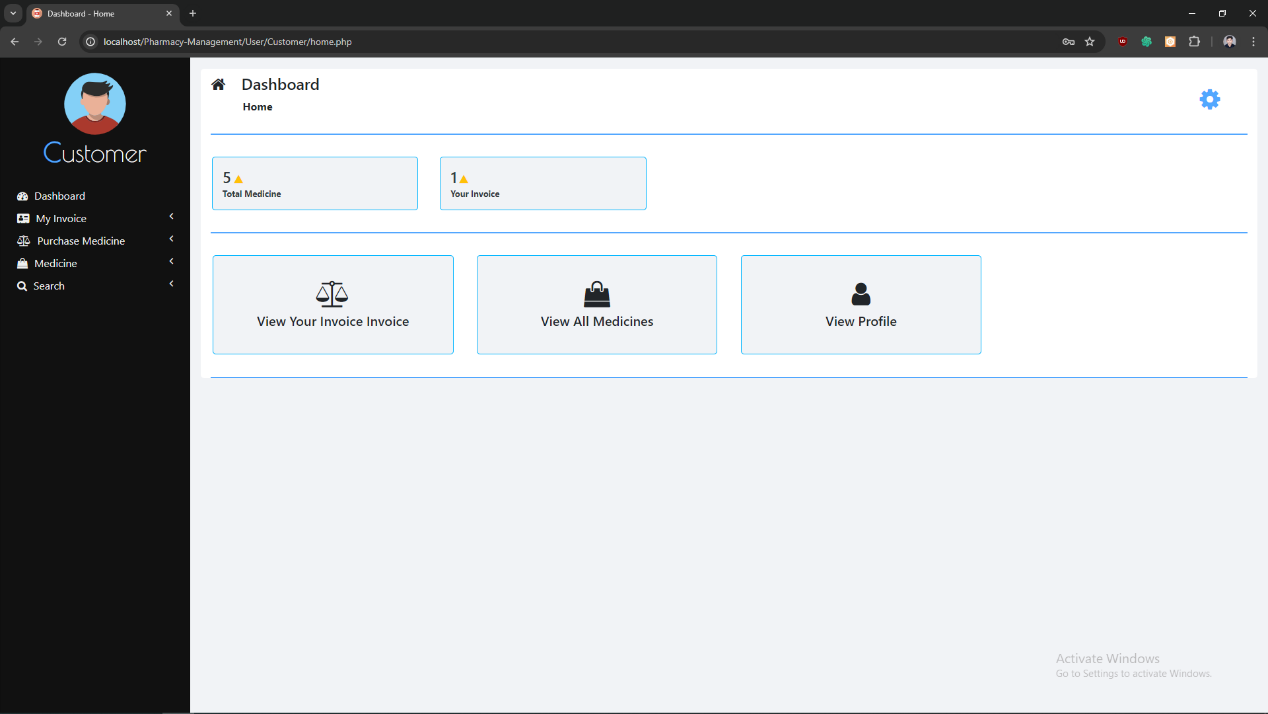 Dashboard - Home
localhost/Pharmacy-Management/User/Customer/home.php
Customer
Dashboard
My Invoice
Purchase Medicine
Medicine
Search
Dashboard
Home
5
Total Medicine
1
Your Invoice
View Your Invoice Invoice
View All Medicines
View Profile
Activate Windows
Go to Settings to activate Windows.